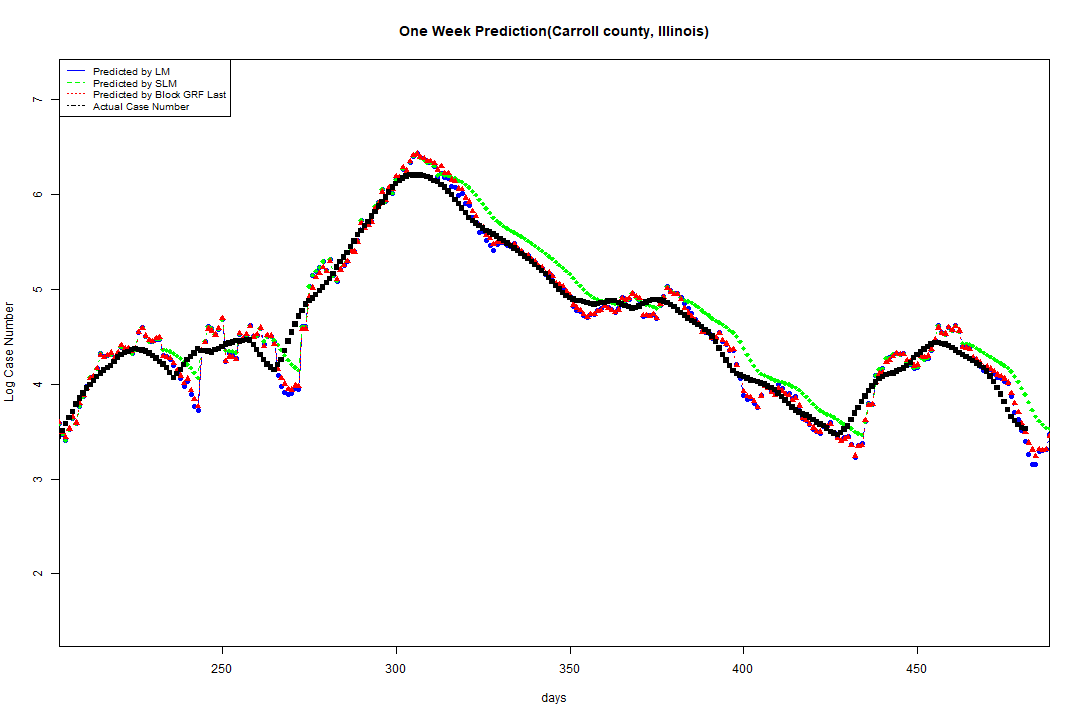 One Week Prediction(Carroll county, Illinois)
Predicted by LM
Predicted by SLM
Predicted by Block GRF Last
Actual Case Number
7
6
5
4
3
2
Log Case Number
250
300
350
400
450
days